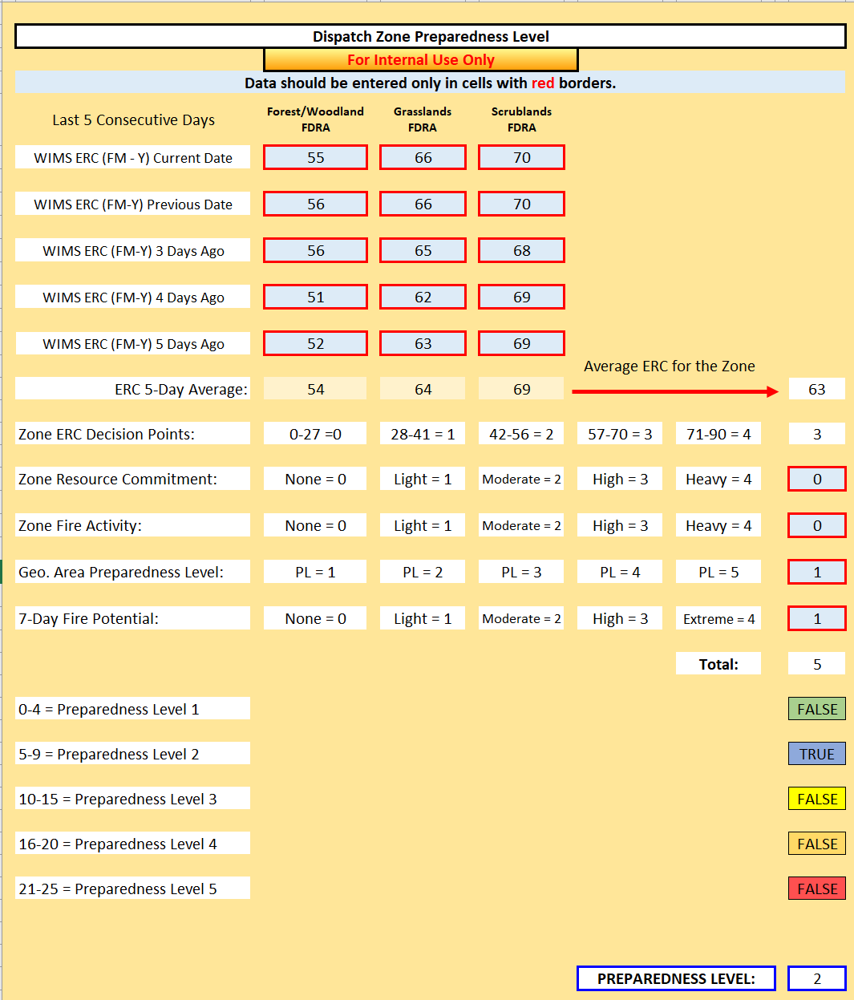 Dispatch Zone Preparedness Level
For Internal Use Only
Data should be entered only in cells with red borders.
Last 5 Consecutive Days
Forest/Woodland
FDRA
Grasslands
FDRA
Scrublands
FDRA
WIMS ERC (FM - Y) Current Date 55 66 70
WIMS ERC (FM-Y) Previous Date 56 66 70
WIMS ERC (FM-Y) 3 Days Ago 56 65 68
WIMS ERC (FM-Y) 4 Days Ago 51 62 69
WIMS ERC (FM-Y) 5 Days Ago 52 63 69
Average ERC for the Zone
ERC 5-Day Average: 54 64 69 63
Zone ERC Decision Points: 0-27 =0 28-41 = 1 42-56 = 2 57-70 = 3 71-90 = 4 3
Zone Resource Commitment: None = 0 Light = 1 Moderate = 2 High = 3 Heavy = 4 0
Zone Fire Activity: None = 0 Light = 1 Moderate = 2 High = 3 Heavy = 4 0
Geo. Area Preparedness Level: PL = 1 PL = 2 PL = 3 PL = 4 PL = 5 1
7-Day Fire Potential: None = 0 Light = 1 Moderate = 2 High = 3 Extreme = 4 1
Total: 5
0-4 = Preparedness Level 1 FALSE
5-9 = Preparedness Level 2 TRUE
10-15 = Preparedness Level 3 FALSE
16-20 = Preparedness Level 4 FALSE
21-25 = Preparedness Level 5 FALSE
PREPAREDNESS LEVEL: 2